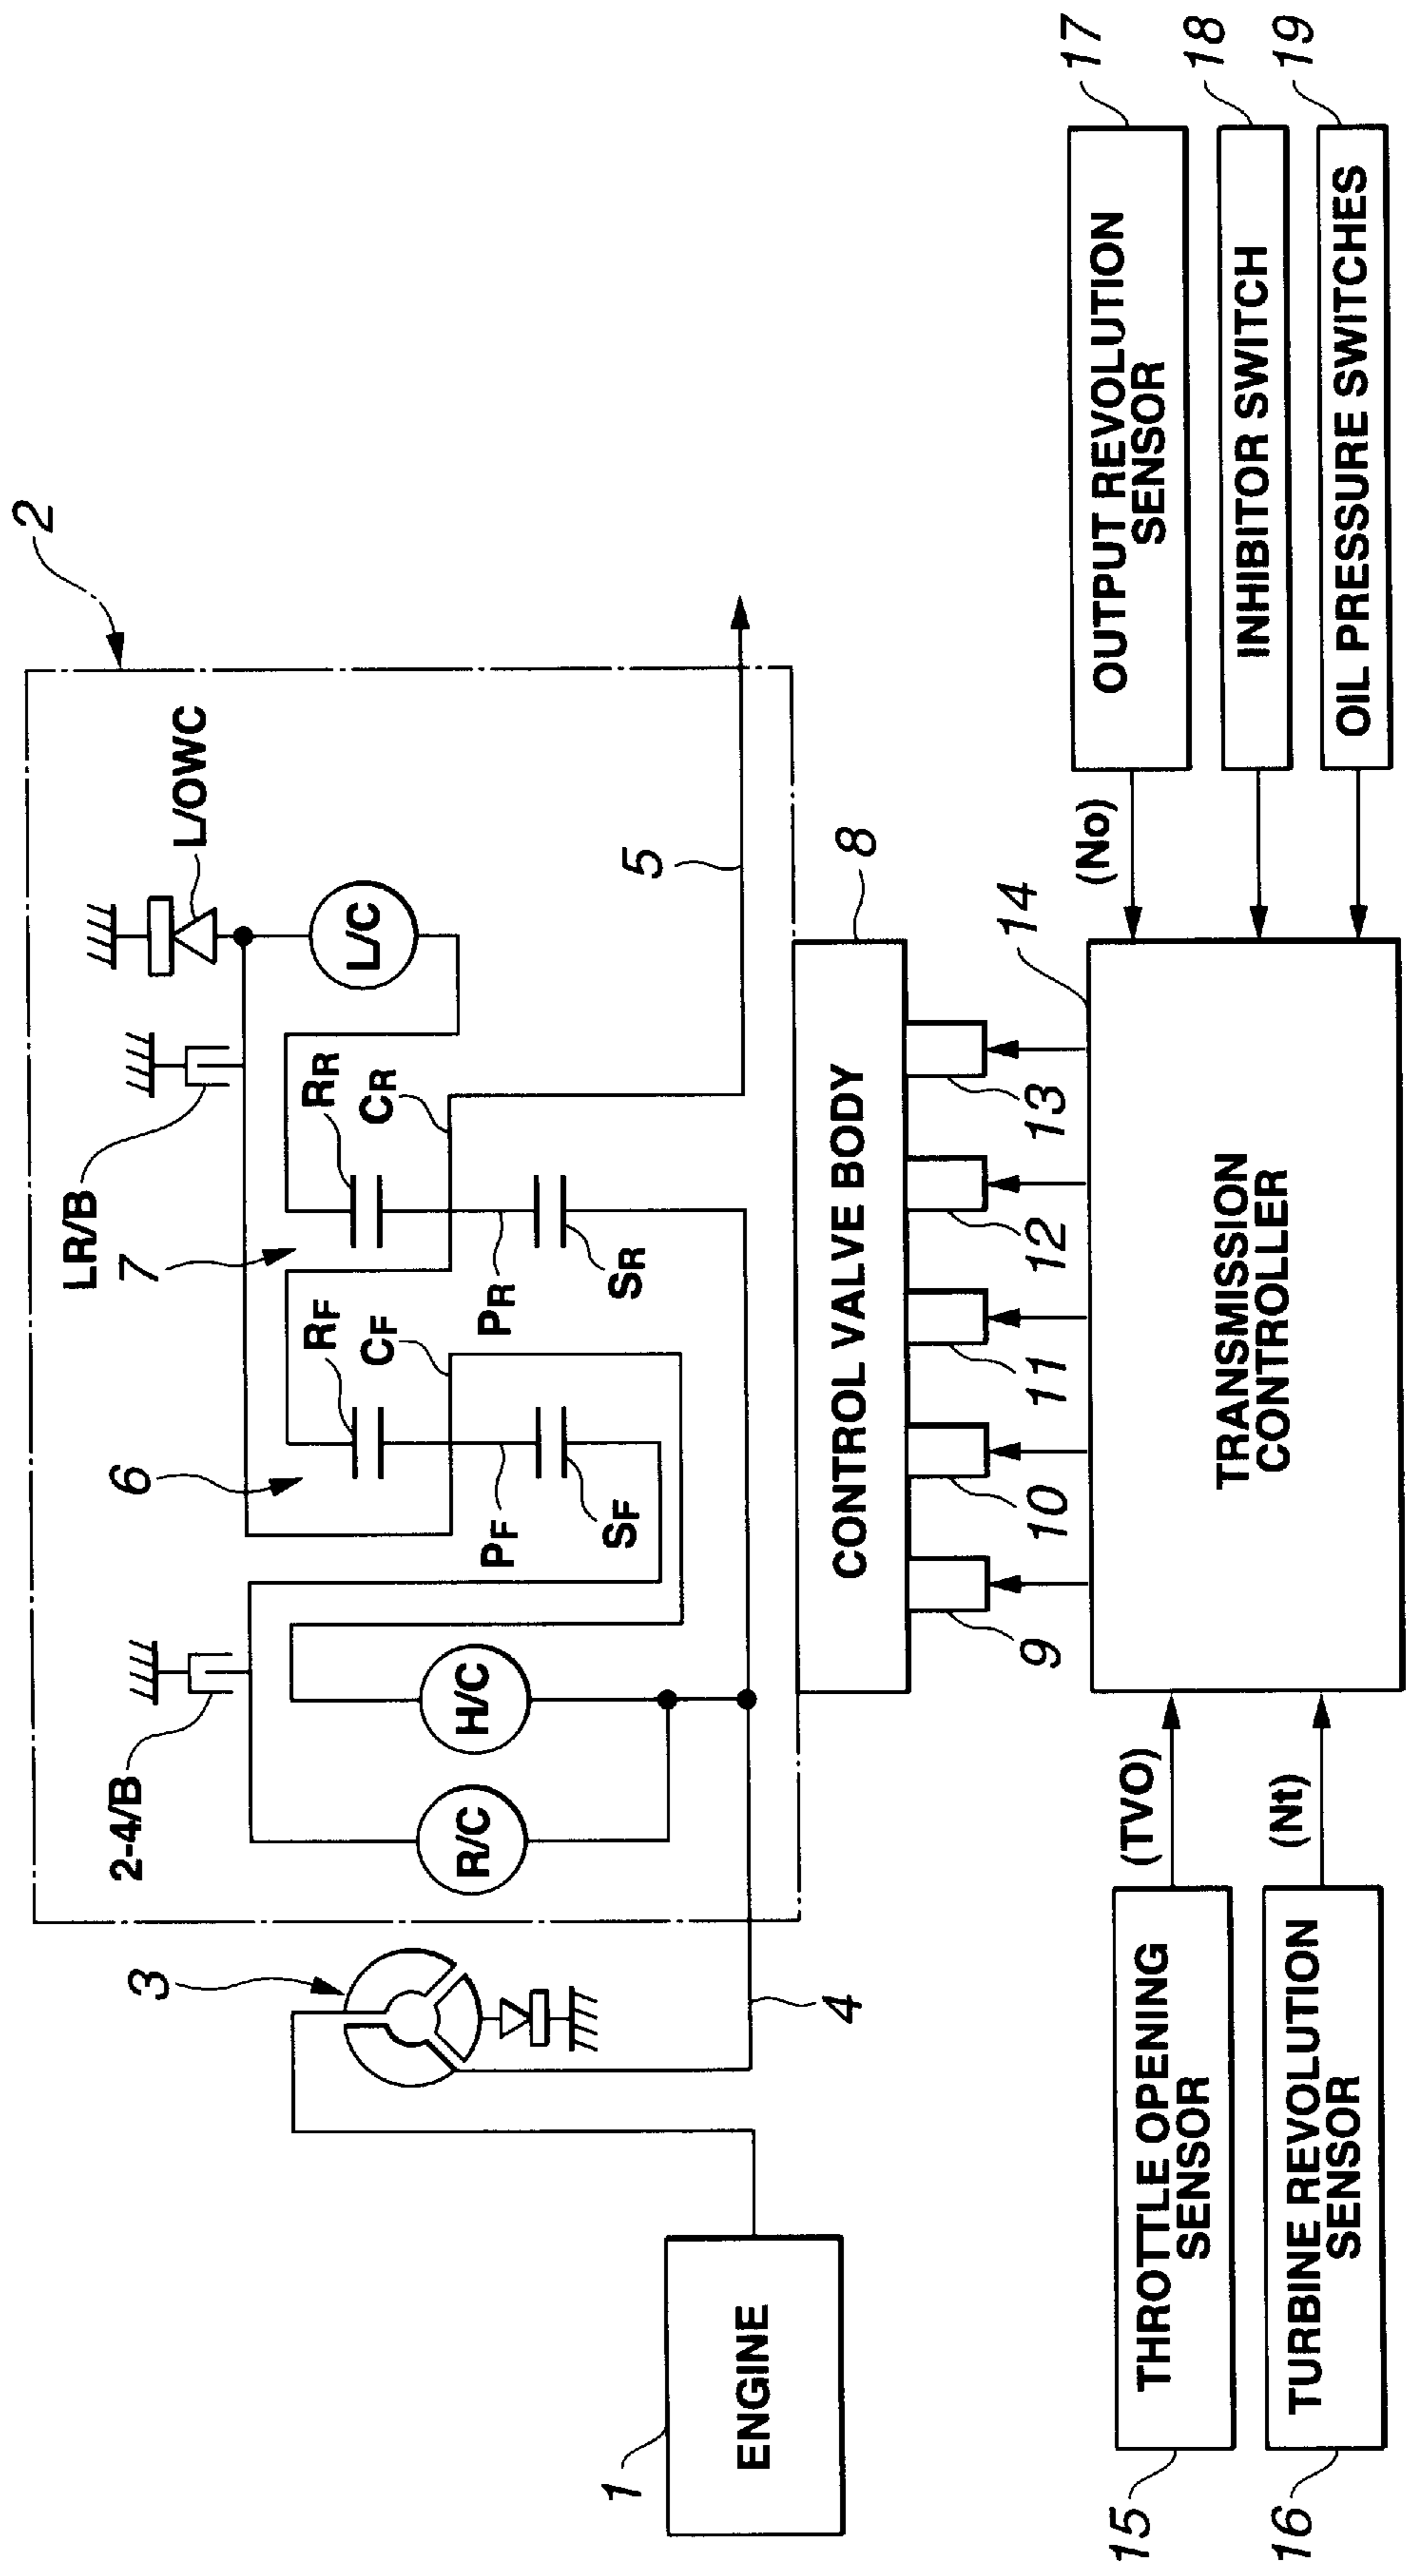 2
L/OWC
LR/B
7
RR
CR
L/C
PR
SR
6
RF
CF
PF
SF
5
2-4/B
H/C
R/C
3
4
1
ENGINE
8
CONTROL VALVE BODY
9
10
11
12
13
14
TRANSMISSION
CONTROLLER
(TVO)
(Nt)
(No)
15
THROTTLE OPENING
SENSOR
16
TURBINE REVOLUTION
SENSOR
OUTPUT REVOLUTION
SENSOR
17
INHIBITOR SWITCH
18
OIL PRESSURE SWITCHES
19